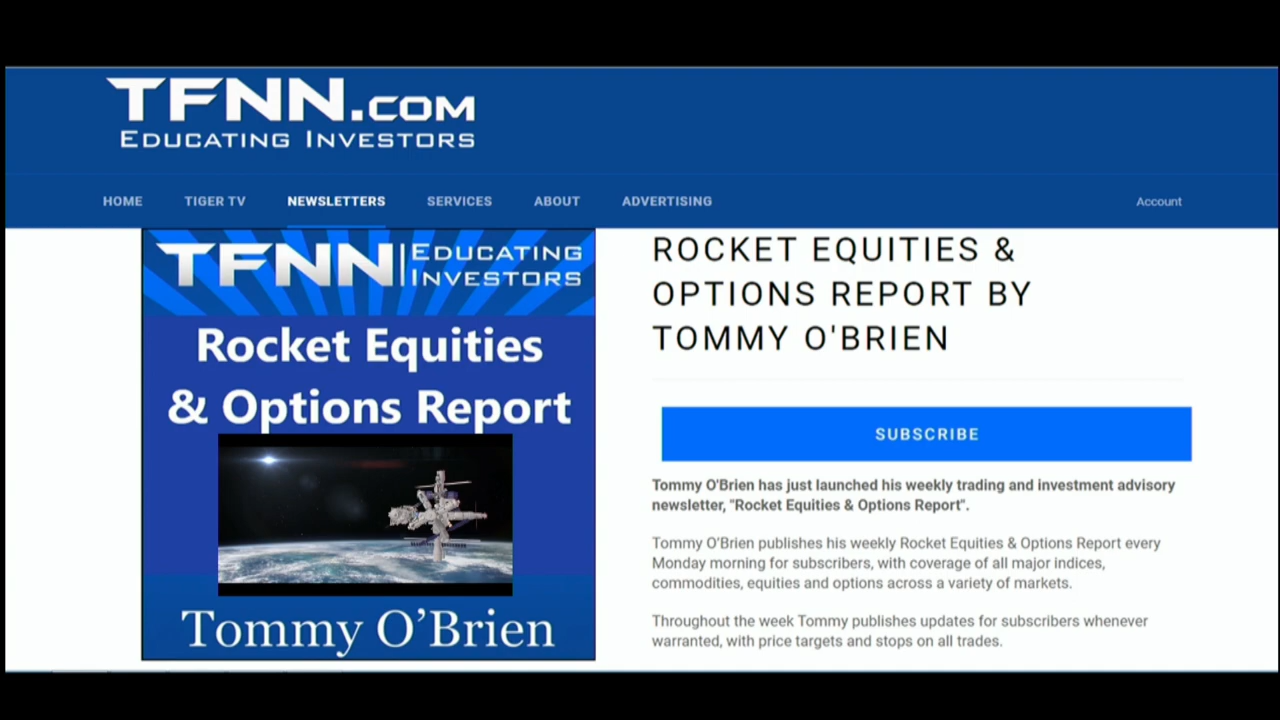 TFNN.COM
EDUCATING INVESTORS
HOME TIGER TV NEWSLETTERS SERVICES ABOUT ADVERTISING Account
TFNN EDUCATING
INVESTORS
Rocket Equities
& Options Report
Tommy O’Brien
ROCKET EQUITIES &
OPTIONS REPORT BY
TOMMY O'BRIEN
SUBSCRIBE
Tommy O'Brien has just launched his weekly trading and investment advisory
newsletter, "Rocket Equities & Options Report".
Tommy O'Brien publishes his weekly Rocket Equities & Options Report every
Monday morning for subscribers, with coverage of all major indices,
commodities, equities and options across a variety of markets.
Throughout the week Tommy publishes updates for subscribers whenever
warranted, with price targets and stops on all trades.